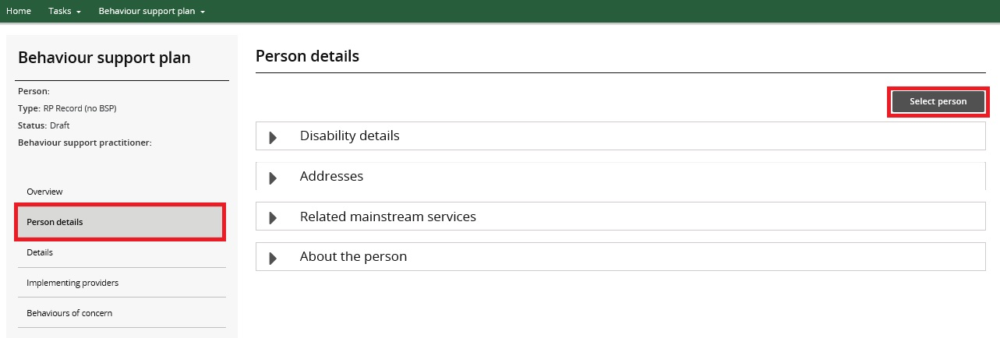 Home Tasks Behaviour support plan
Behaviour support plan
Person:
Type: RP Record (no BSP)
Status: Draft
Behaviour support practitioner:
Overview
Person details
Details
Implementing providers
Behaviours of concern
Person details
Select person
Disability details
Addresses
Related mainstream services
About the person